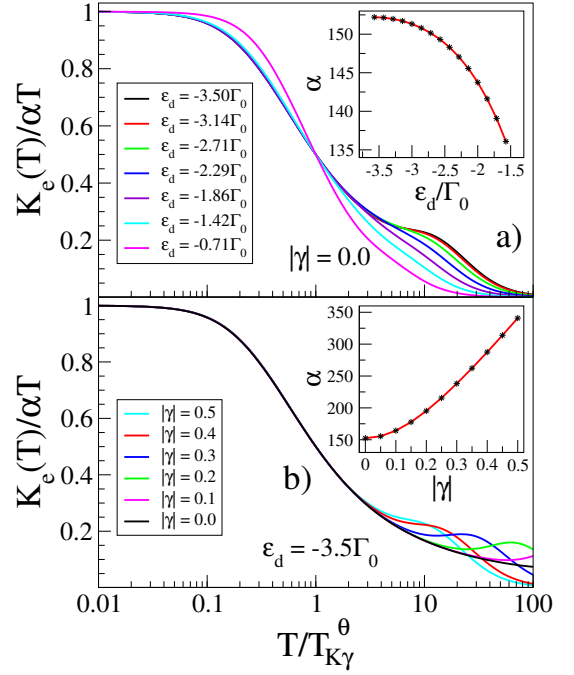 1
0.8
0.6
0.4
0.2
K_e(T)/αT
ε_d = -3.50Γ_0
ε_d = -3.14Γ_0
ε_d = -2.71Γ_0
ε_d = -2.29Γ_0
ε_d = -1.86Γ_0
ε_d = -1.42Γ_0
ε_d = -0.71Γ_0
α
150
145
140
135
-3.5 -3 -2.5 -2 -1.5
ε_d/Γ_0
a)
|γ| = 0.0
1
0.8
0.6
0.4
0.2
K_e(T)/αT
|γ| = 0.5
|γ| = 0.4
|γ| = 0.3
|γ| = 0.2
|γ| = 0.1
|γ| = 0.0
α
350
300
250
200
150
100
0 0.1 0.2 0.3 0.4 0.5
|γ|
b)
ε_d = -3.5Γ_0
0.01 0.1 1 10 100
T/T_{Kγ}^θ